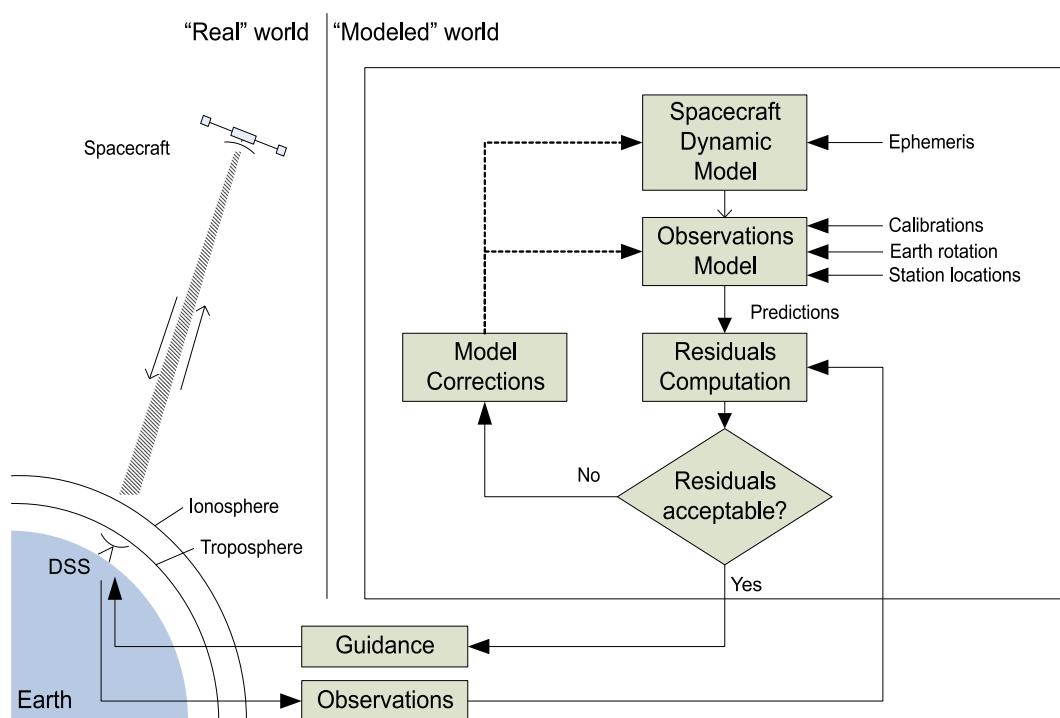 “Real” world
“Modeled” world
Spacecraft
Spacecraft
Dynamic
Model
Ephemeris
Observations
Model
Calibrations
Earth rotation
Station locations
Predictions
Model
Corrections
Residuals
Computation
No
Residuals
acceptable?
Yes
Ionosphere
Troposphere
DSS
Guidance
Earth
Observations